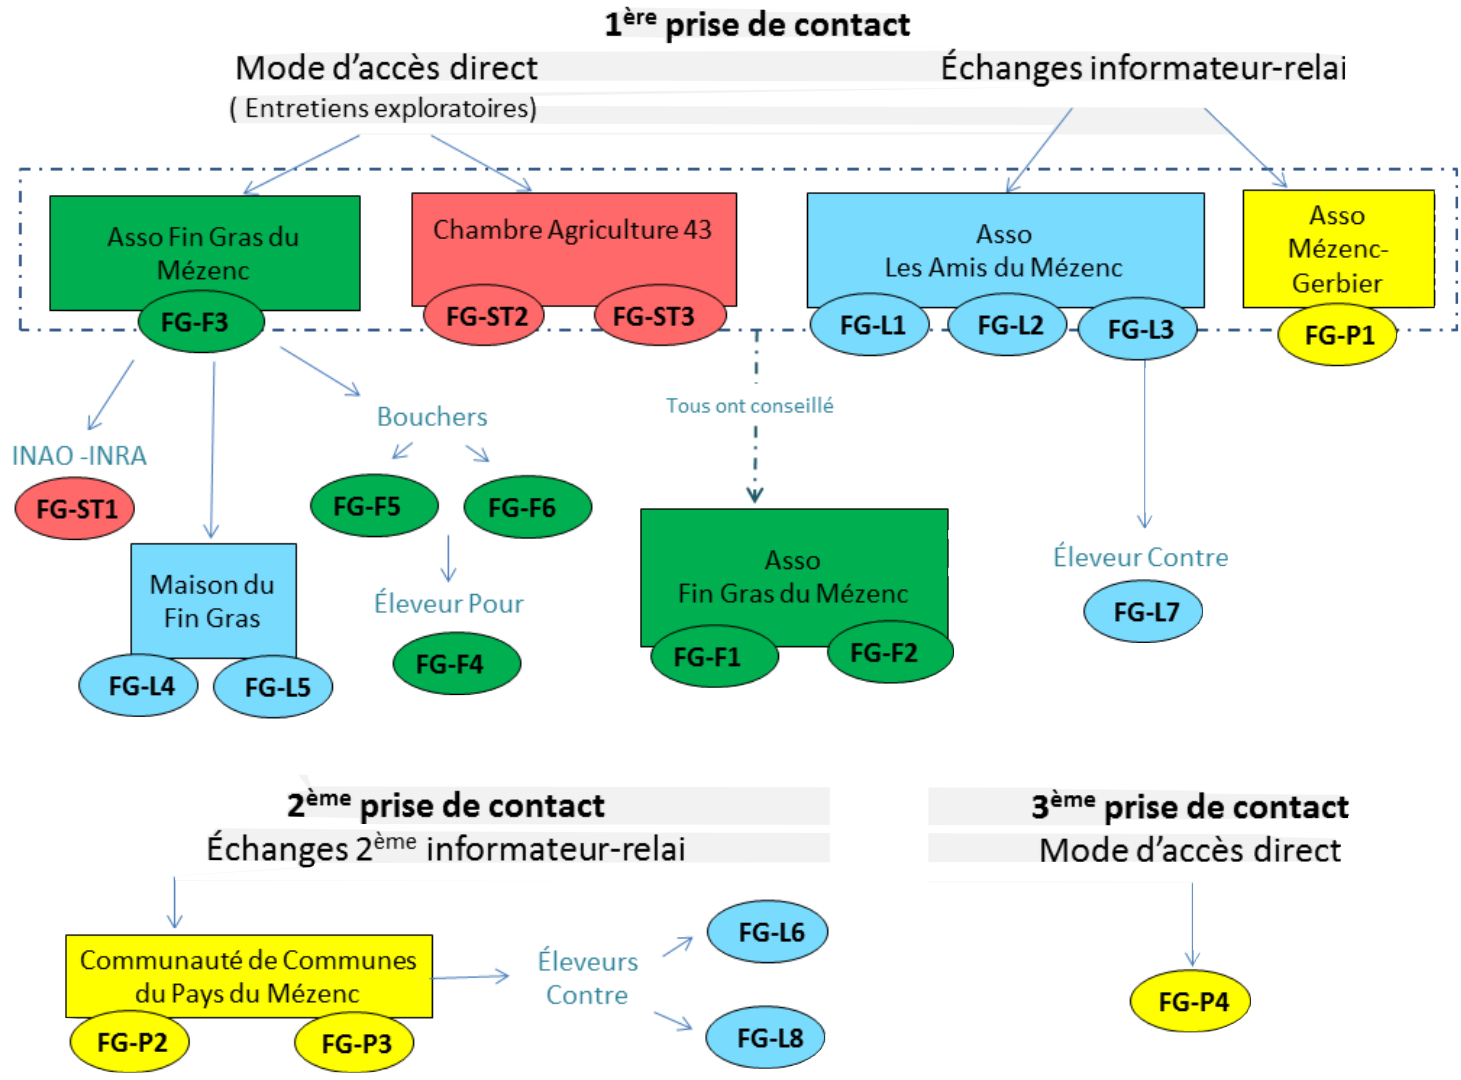 1ère prise de contact
Mode d'accès direct
( Entretiens exploratoires)
Échanges informateur-relai
Asso Fin Gras du
Mézenc
FG-F3
Chambre Agriculture 43
FG-ST2
FG-ST3
Asso
Les Amis du Mézenc
FG-L1
FG-L2
FG-L3
Asso
Mézenc-
Gerbier
FG-P1
INAO -INRA
FG-ST1
Maison du
Fin Gras
FG-L4
FG-L5
Bouchers
FG-F5
FG-F6
Éleveur Pour
FG-F4
Tous ont conseillé
Asso
Fin Gras du Mézenc
FG-F1
FG-F2
Éleveur Contre
FG-L7
2ème prise de contact
Échanges 2ème informateur-relai
Communauté de Communes
du Pays du Mézenc
FG-P2
FG-P3
Éleveurs
Contre
FG-L6
FG-L8
3ème prise de contact
Mode d'accès direct
FG-P4